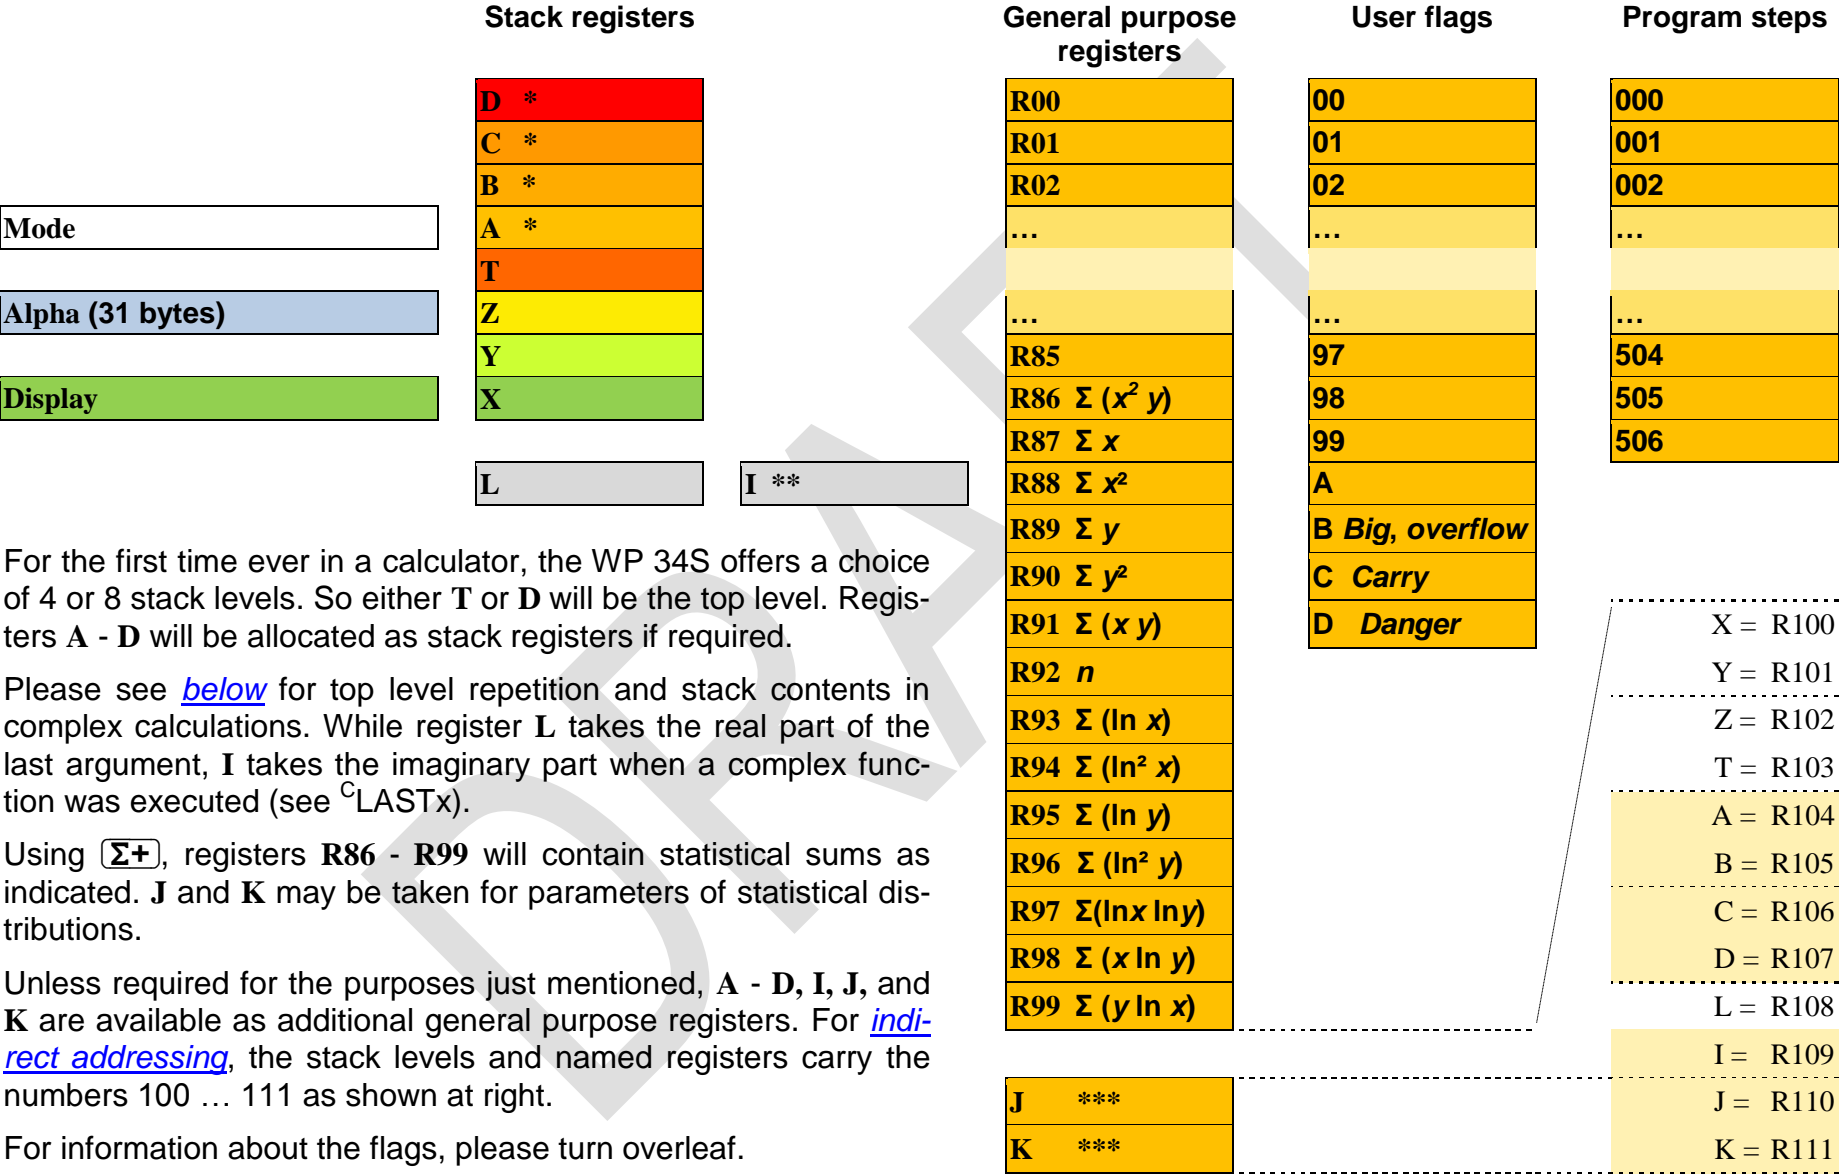 Stack registers
D *
C *
B *
A *
T
Z
Y
X
L
I **
Mode
Alpha (31 bytes)
Display
For the first time ever in a calculator, the WP 34S offers a choice
of 4 or 8 stack levels. So either T or D will be the top level. Regis-
ters A - D will be allocated as stack registers if required.
Please see below for top level repetition and stack contents in
complex calculations. While register L takes the real part of the
last argument, I takes the imaginary part when a complex func-
tion was executed (see ᶜLASTx).
Using Σ+, registers R86 - R99 will contain statistical sums as
indicated. J and K may be taken for parameters of statistical dis-
tributions.
Unless required for the purposes just mentioned, A - D, I, J, and
K are available as additional general purpose registers. For indi-
rect addressing, the stack levels and named registers carry the
numbers 100 … 111 as shown at right.
For information about the flags, please turn overleaf.
General purpose
registers
R00
R01
R02
…
…
R85
R86 Σ (x² y)
R87 Σ x
R88 Σ x²
R89 Σ y
R90 Σ y²
R91 Σ (x y)
R92 n
R93 Σ (ln x)
R94 Σ (ln² x)
R95 Σ (ln y)
R96 Σ (ln² y)
R97 Σ(lnx lny)
R98 Σ (x ln y)
R99 Σ (y ln x)
J ***
K ***
User flags
00
01
02
…
…
97
98
99
A
B Big, overflow
C Carry
D Danger
Program steps
000
001
002
…
…
504
505
506
X = R100
Y = R101
Z = R102
T = R103
A = R104
B = R105
C = R106
D = R107
L = R108
I = R109
J = R110
K = R111
DRAFT